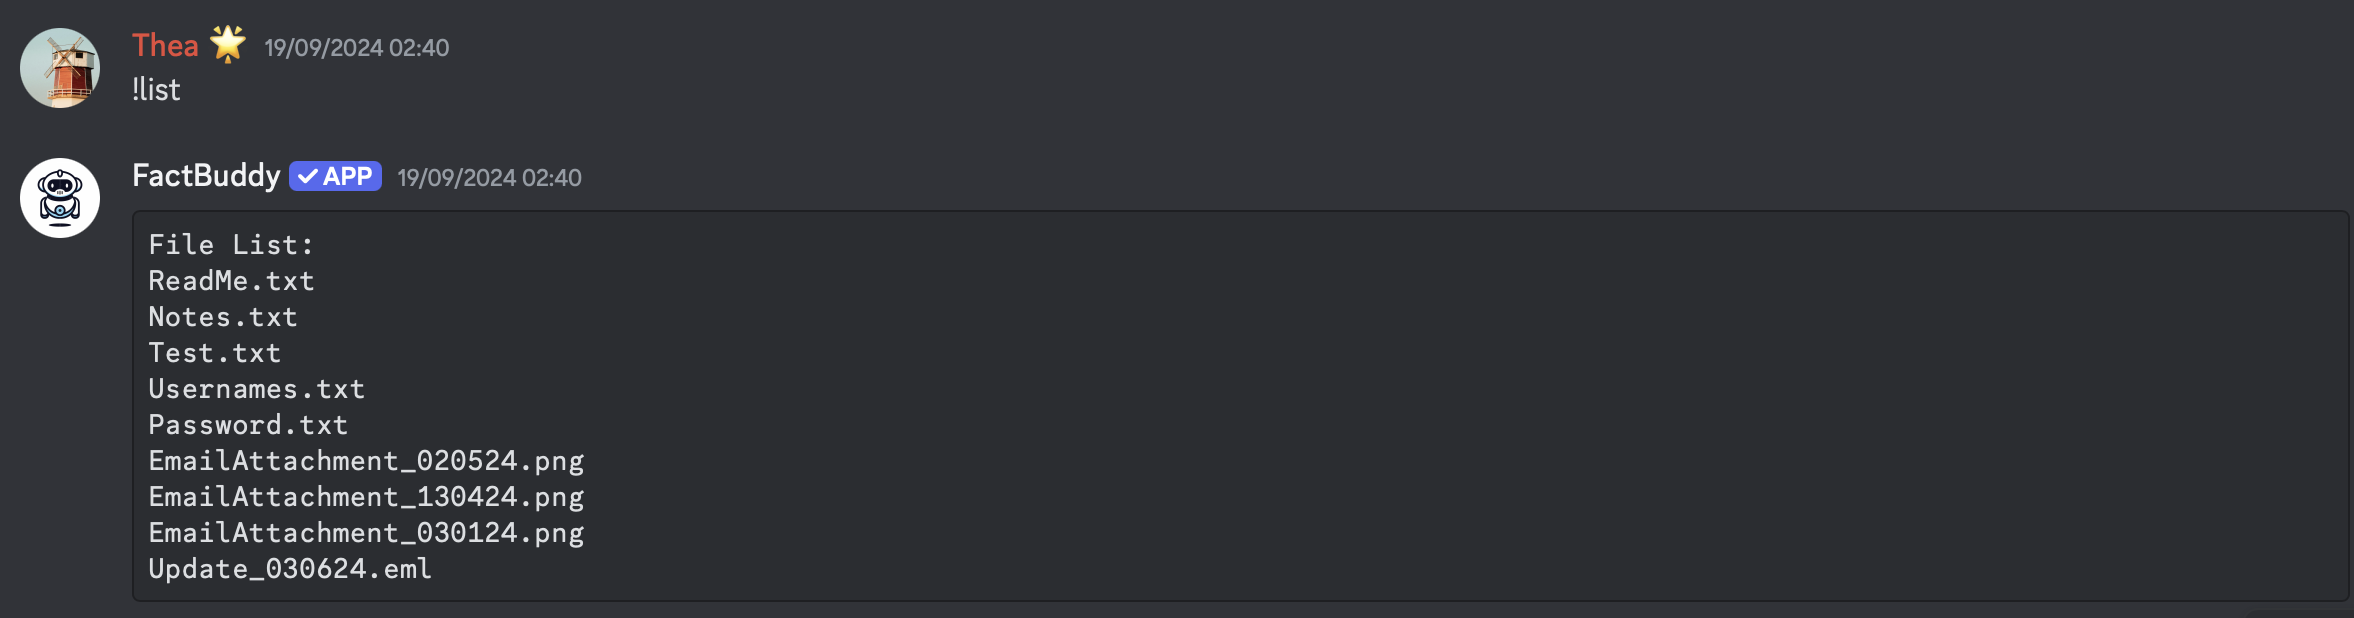 Thea 🌟 19/09/2024 02:40
!list
FactBuddy ✓ APP 19/09/2024 02:40
File List:
ReadMe.txt
Notes.txt
Test.txt
Usernames.txt
Password.txt
EmailAttachment_020524.png
EmailAttachment_130424.png
EmailAttachment_030124.png
Update_030624.eml